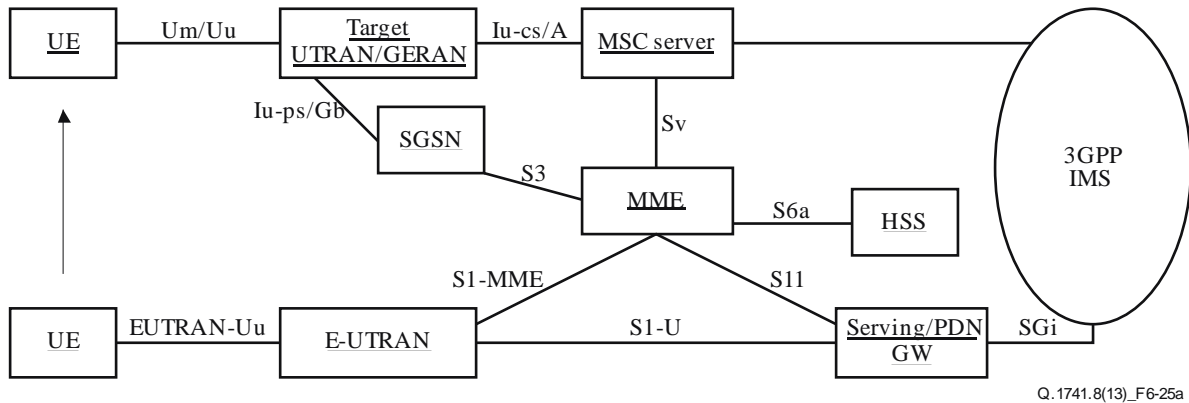 UE
Um/Uu
Target
UTRAN/GERAN
Iu-cs/A
MSC server
Iu-ps/Gb
SGSN
Sv
3GPP
IMS
S3
MME
S6a
HSS
S1-MME
S11
UE
EUTRAN-Uu
E-UTRAN
S1-U
Serving/PDN
GW
SGi
Q.1741.8(13)_F6-25a